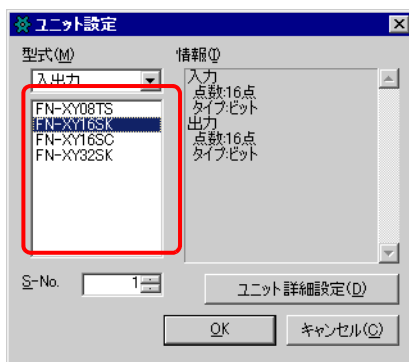 ユニット設定
型式(M)
入出力
FN-XY08TS
FN-XY16SK
FN-XY16SC
FN-XY32SK
情報(I)
入力
点数:16点
タイプ:ビット
出力
点数:16点
タイプ:ビット
S-No.
1
ユニット詳細設定(D)
OK
キャンセル(C)